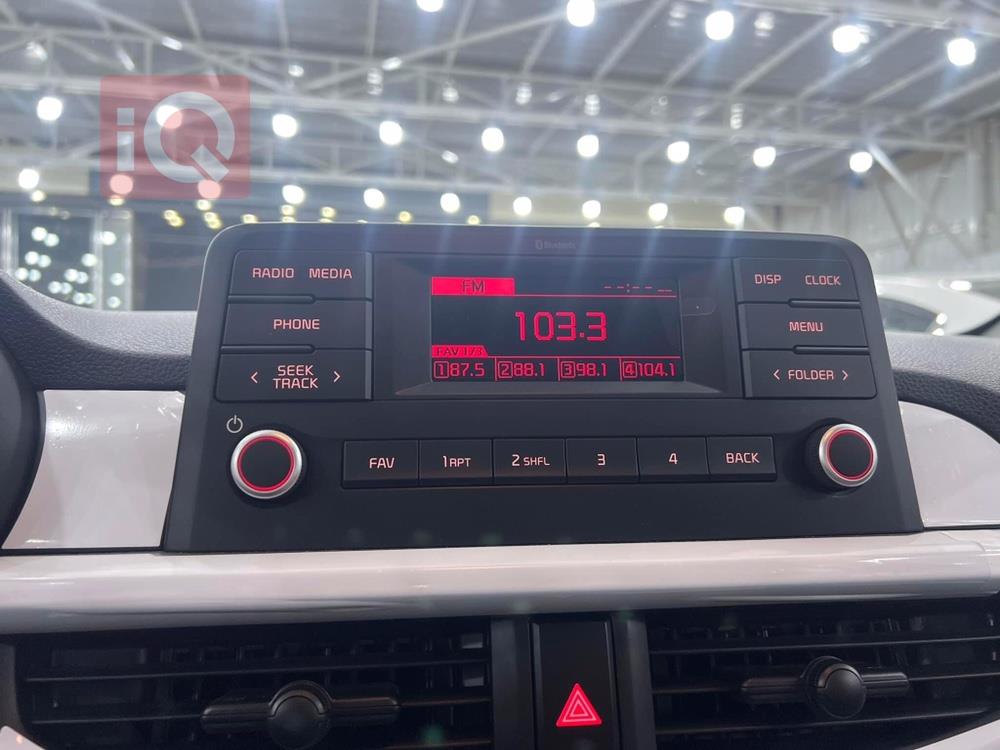 iQ
Bluetooth
RADIO MEDIA
PHONE
< SEEK TRACK >
FM --:-- --
103.3
FAV 1/3
1 87.5 2 88.1 3 98.1 4 104.1
DISP CLOCK
MENU
< FOLDER >
FAV 1 RPT 2 SHFL 3 4 BACK